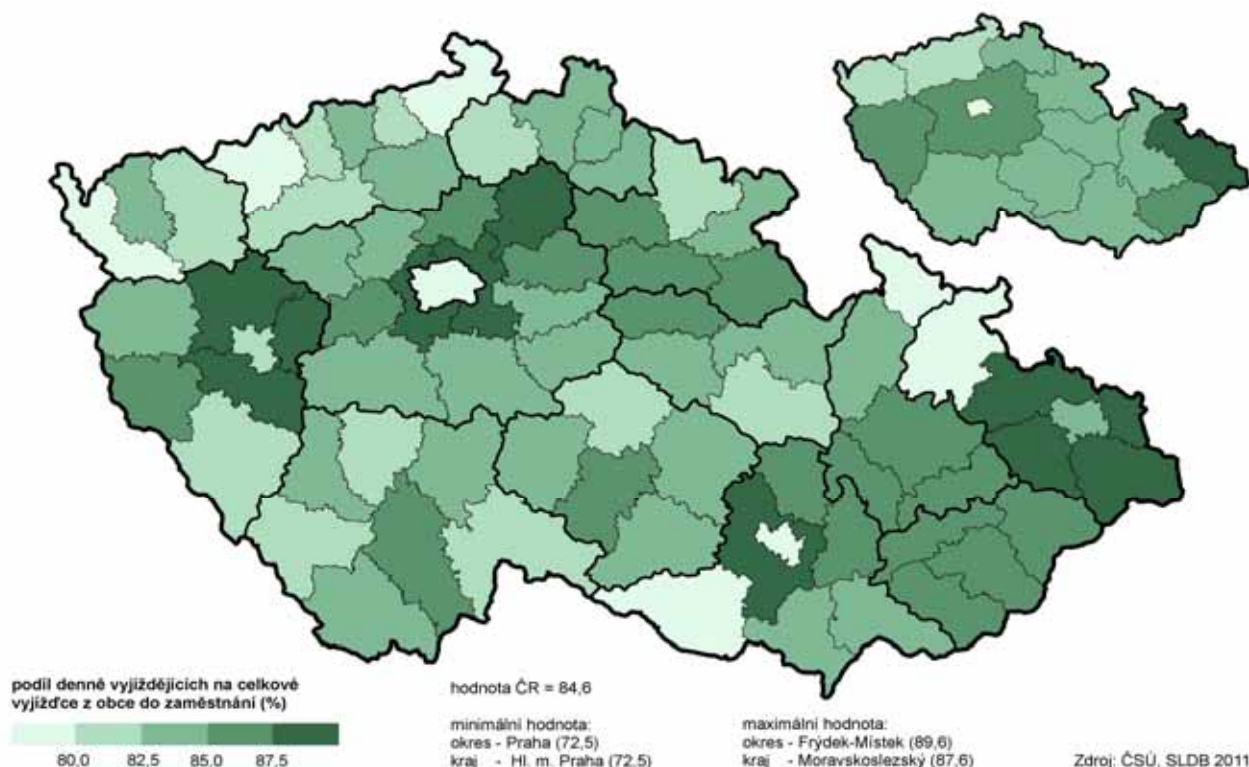 podíl denně vyjíždějících na celkové
vyjížďce z obce do zaměstnání (%)
80,0 82,5 85,0 87,5
hodnota ČR = 84,6
minimální hodnota:
okres - Praha (72,5)
kraj - Hl. m. Praha (72,5)
maximální hodnota:
okres - Frýdek-Místek (89,6)
kraj - Moravskoslezský (87,6)
Zdroj: ČSÚ, SLDB 2011